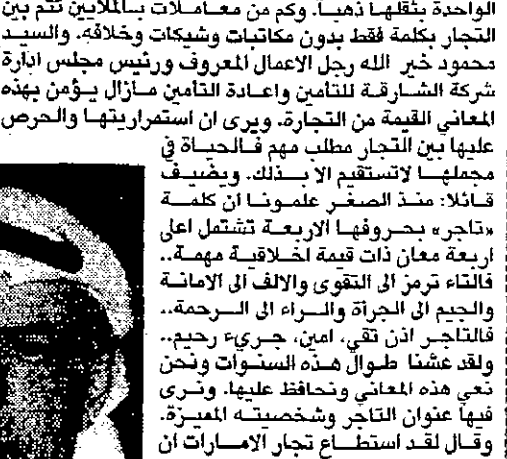 الواحدة بثقلها ذهباً. وكم من معاملات بالملايين تتم بين
التجار بكلمة فقط بدون مكاتبات وشيكات وخلافه. والسيد
محمود خير الله رجل الاعمال المعروف ورئيس مجلس ادارة
شركة الشارقة للتأمين واعادة التأمين مازال يؤمن بهذه
المعاني القيمة من التجارة. ويرى ان استمراريتها والحرص
عليها بين التجار مطلب مهم فالحياة في
مجملها لاتستقيم الا بذلك. ويضيف
قائلا: منذ الصغر علمونا ان كلمة
«تاجر» بحروفها الاربعة تشتمل اعلى
اربعة معان ذات قيمة اخلاقية مهمة..
فالتاء ترمز الى التقوى والالف الى الامانة
والجيم الى الجرأة والراء الى الرحمة..
فالتاجر اذن تقي، امين، جريء رحيم..
ولقد عشنا طوال هذه السنوات ونحن
نعي هذه المعاني ونحافظ عليها. ونرى
فيها عنوان التاجر وشخصيته المميزة.
وقال لقد استطاع تجار الامارات ان